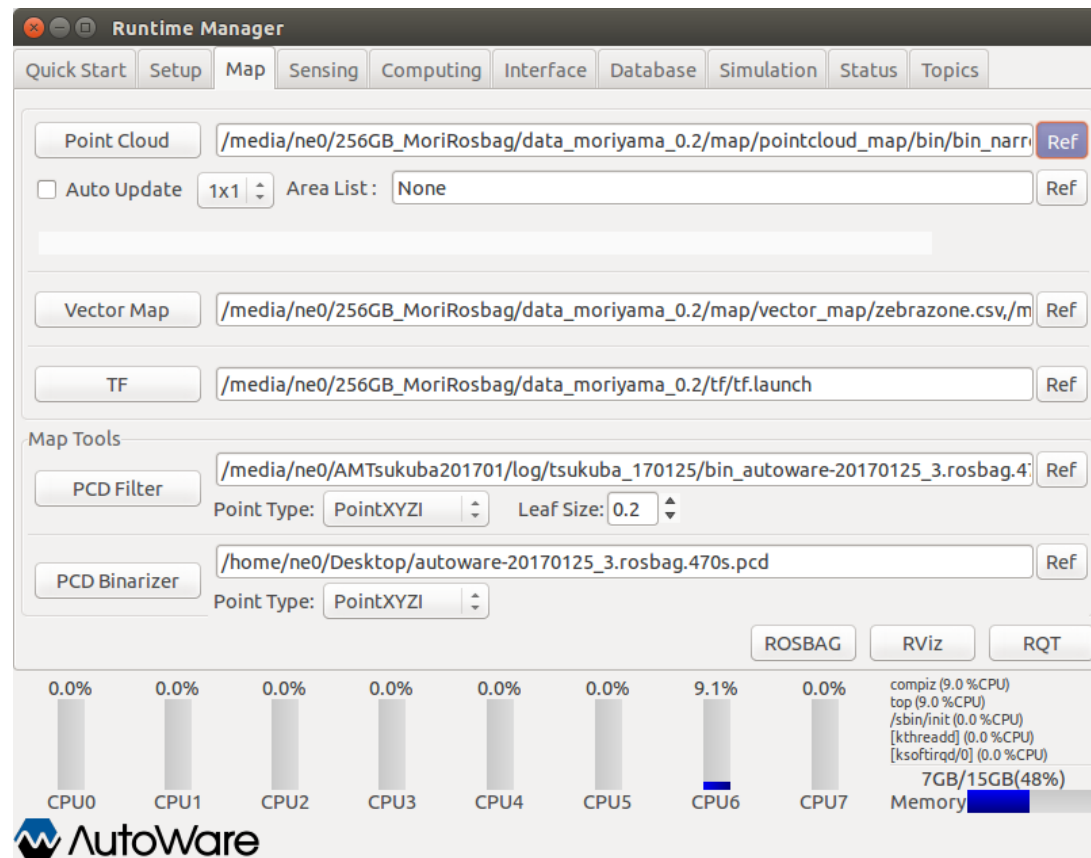 Runtime Manager
Quick Start Setup Map Sensing Computing Interface Database Simulation Status Topics
Point Cloud /media/ne0/256GB_MoriRosbag/data_moriyama_0.2/map/pointcloud_map/bin/bin_narr Ref
Auto Update 1x1 Area List : None Ref
Vector Map /media/ne0/256GB_MoriRosbag/data_moriyama_0.2/map/vector_map/zebrazone.csv,/m Ref
TF /media/ne0/256GB_MoriRosbag/data_moriyama_0.2/tf/tf.launch Ref
Map Tools
PCD Filter /media/ne0/AMTsukuba201701/log/tsukuba_170125/bin_autoware-20170125_3.rosbag.47 Ref
Point Type: PointXYZI Leaf Size: 0.2
PCD Binarizer /home/ne0/Desktop/autoware-20170125_3.rosbag.470s.pcd Ref
Point Type: PointXYZI
ROSBAG RViz RQT
0.0% 0.0% 0.0% 0.0% 0.0% 0.0% 9.1% 0.0%
CPU0 CPU1 CPU2 CPU3 CPU4 CPU5 CPU6 CPU7
compiz (9.0 %CPU)
top (9.0 %CPU)
/sbin/init (0.0 %CPU)
[kthreadd] (0.0 %CPU)
[ksoftirqd/0] (0.0 %CPU)
7GB/15GB(48%)
Memory
AutoWare